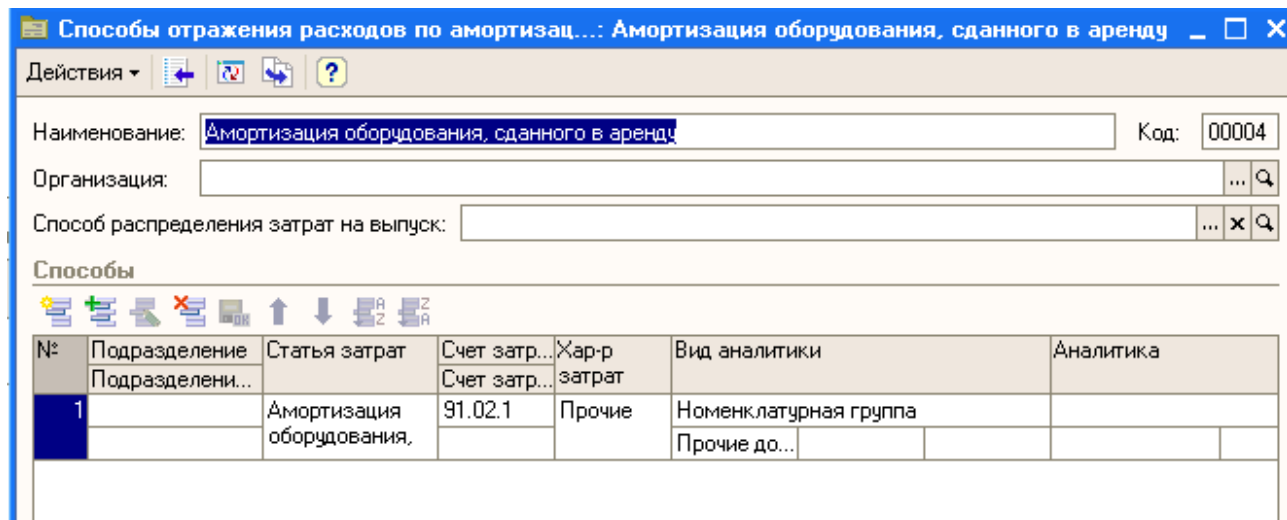 Способы отражения расходов по амортизац...: Амортизация оборудования, сданного в аренду
Действия
Наименование: Амортизация оборудования, сданного в аренду Код: 00004
Организация:
Способ распределения затрат на выпуск:
Способы
№ Подразделение Статья затрат Счет затр... Хар-р затрат Вид аналитики Аналитика
Подразделени... Счет затр...
1 Амортизация оборудования, 91.02.1 Прочие Номенклатурная группа
Прочие до...